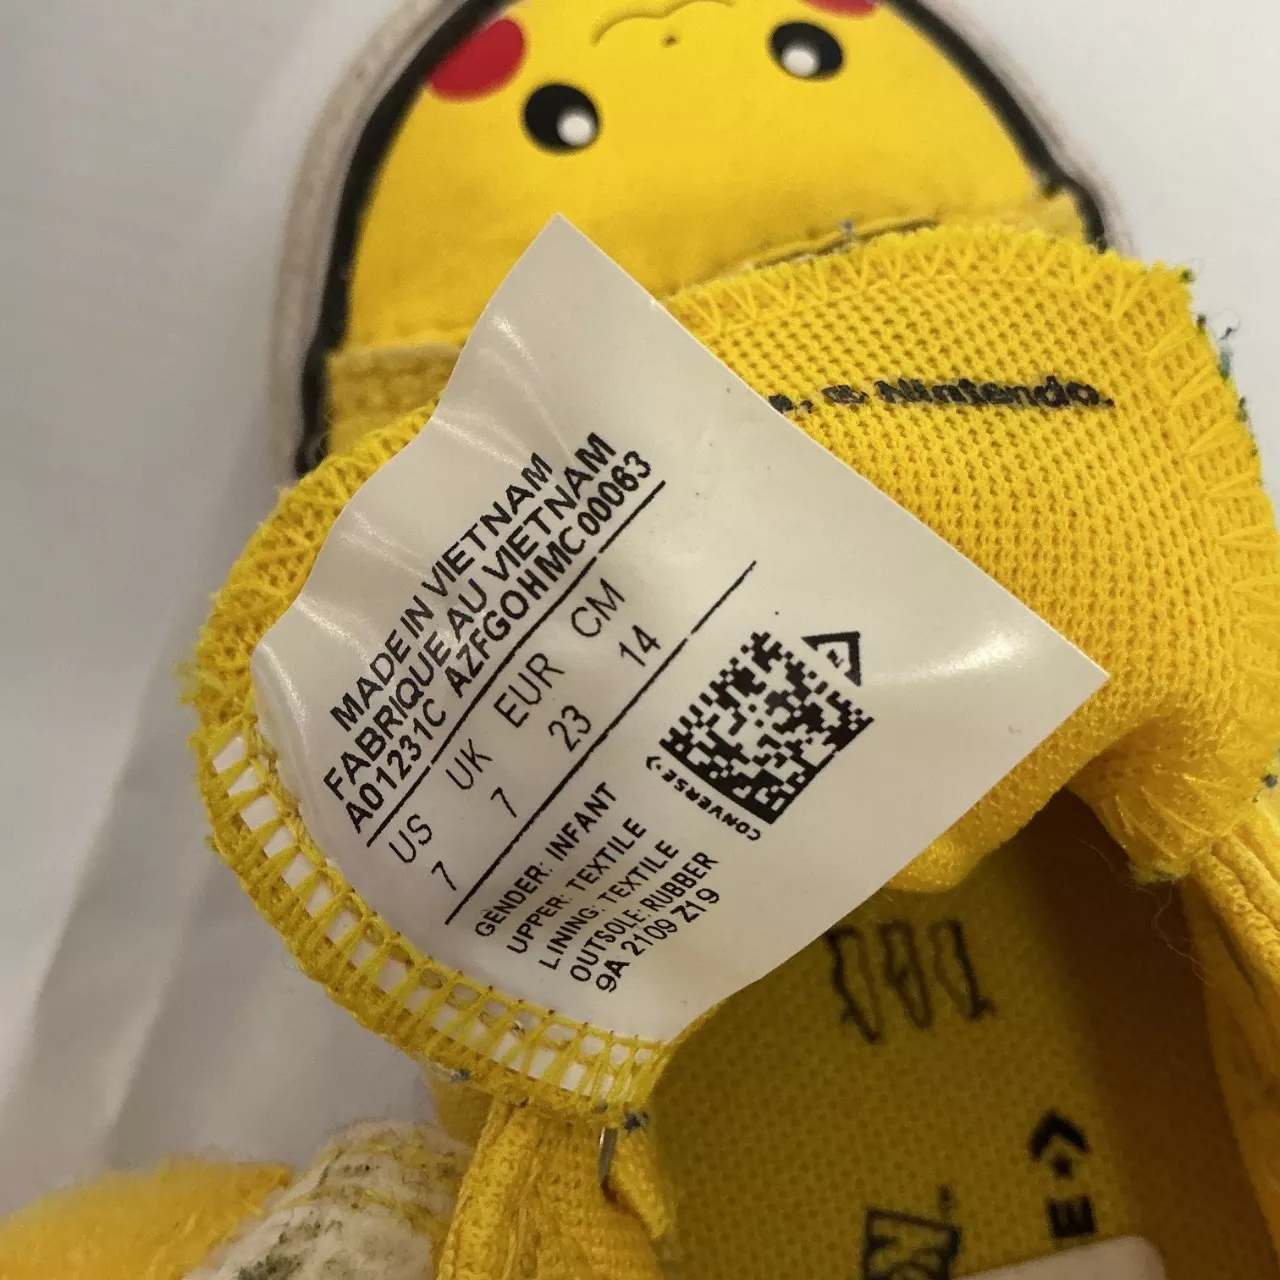 MADE IN VIETNAM
FABRIQUE AU VIETNAM
A01231C AZFGOHMC00063
US UK EUR CM
7 7 23 14
GENDER: INFANT
UPPER: TEXTILE
LINING: TEXTILE
OUTSOLE: RUBBER
9A 2109 Z19
CONVERSE
Nintendo.